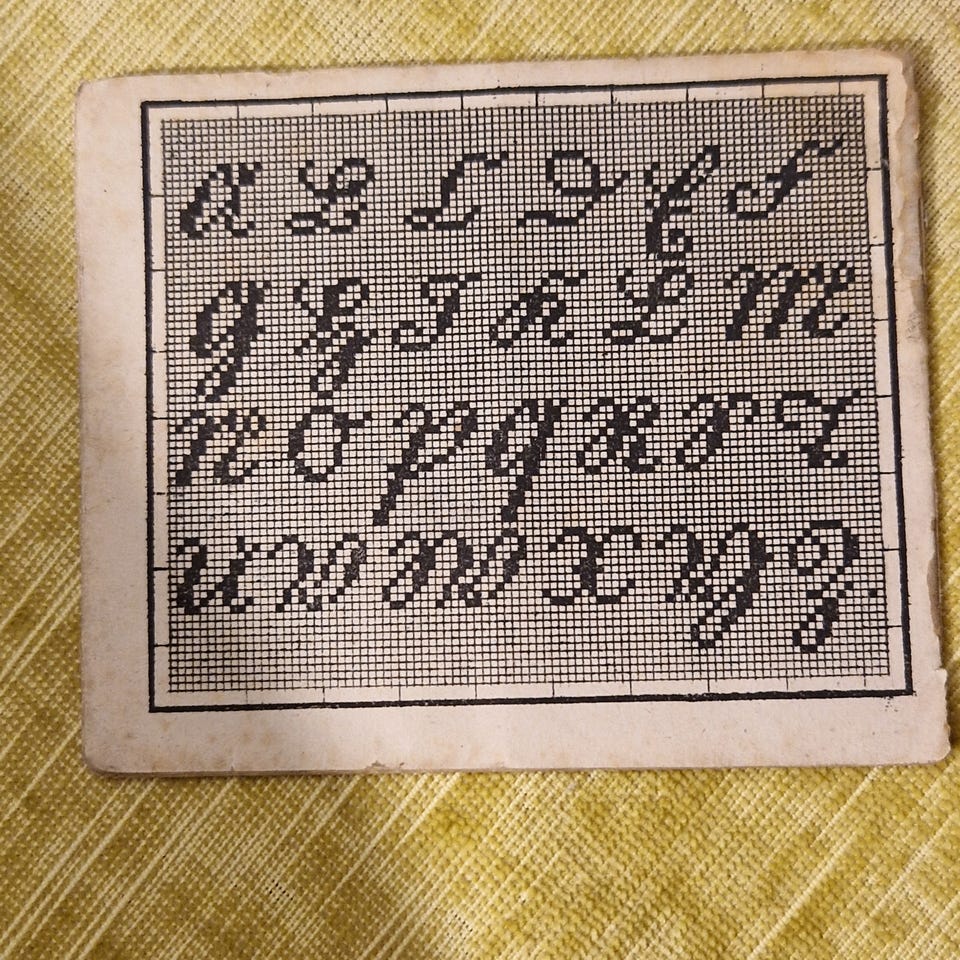 A B C D E F
G H I K L M
N O P Q R S T
U V W X Y Z